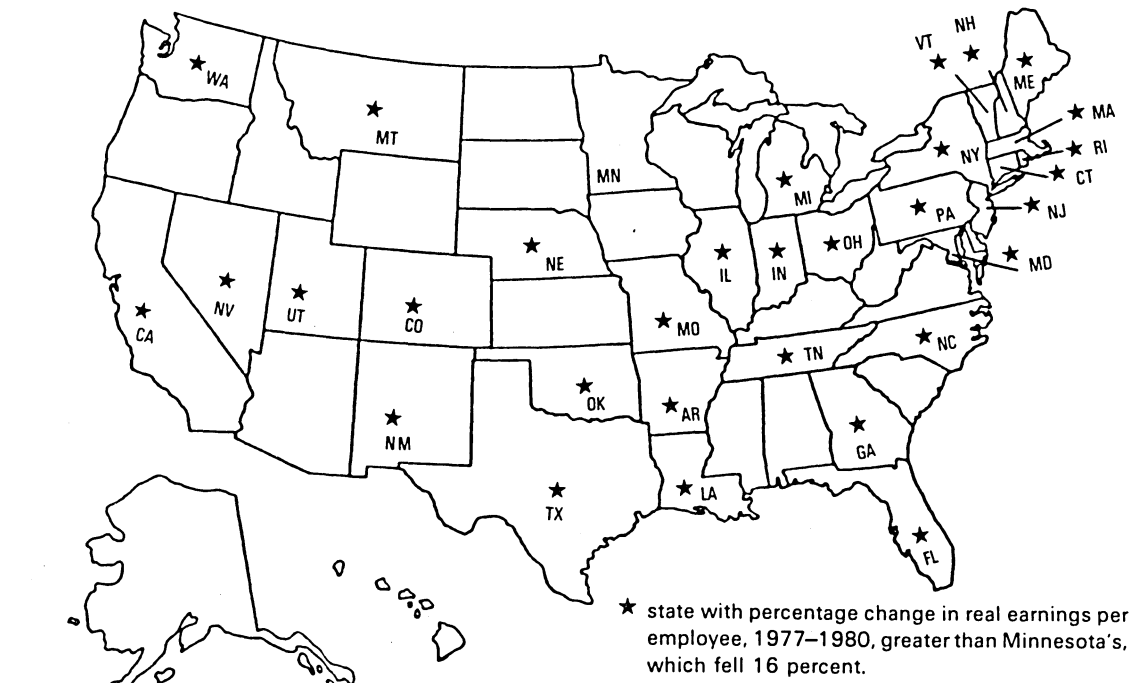 NH
VT
WA
ME
MA
MT
RI
NY
MN
CT
MI
PA
NJ
OH
NE
IL
IN
MD
NV
UT
CO
CA
MO
NC
TN
OK
AR
NM
GA
LA
TX
FL
★ state with percentage change in real earnings per
employee, 1977–1980, greater than Minnesota's,
which fell 16 percent.